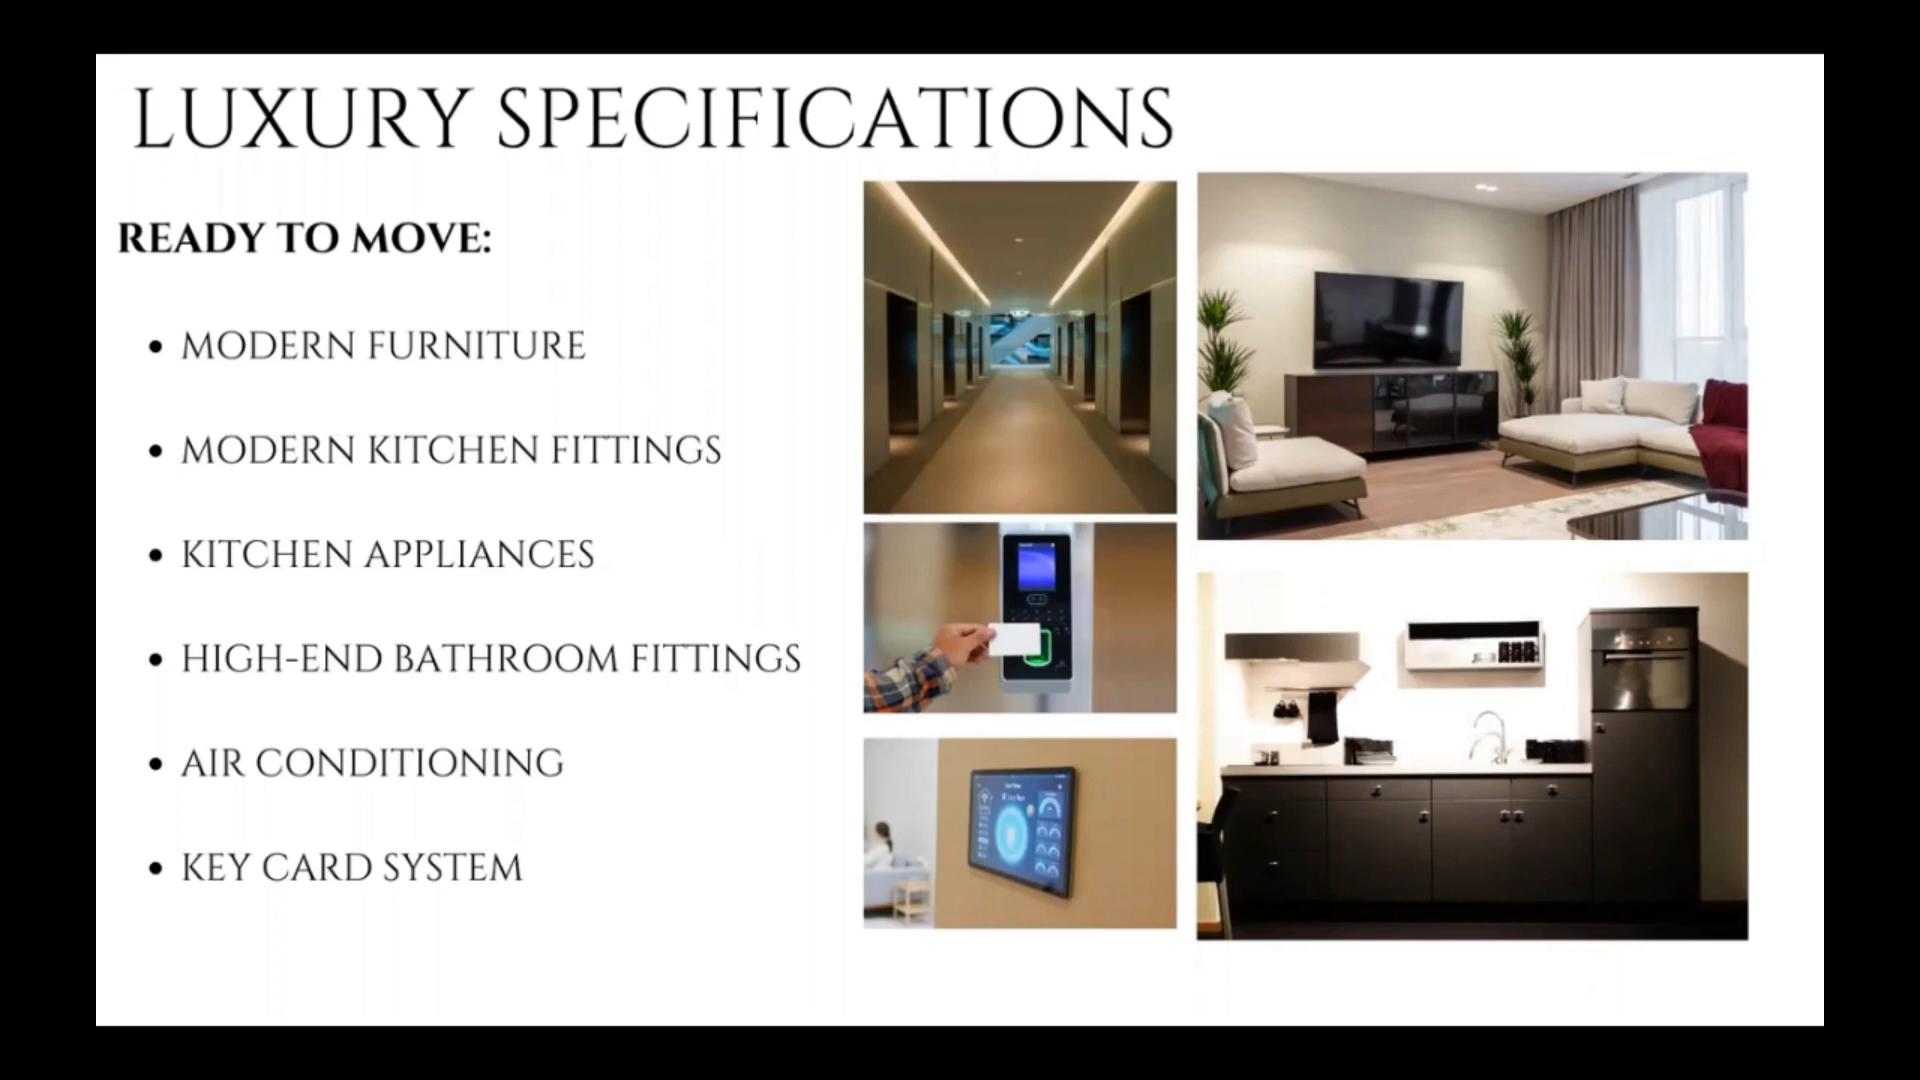 LUXURY SPECIFICATIONS
READY TO MOVE:
• MODERN FURNITURE
• MODERN KITCHEN FITTINGS
• KITCHEN APPLIANCES
• HIGH-END BATHROOM FITTINGS
• AIR CONDITIONING
• KEY CARD SYSTEM